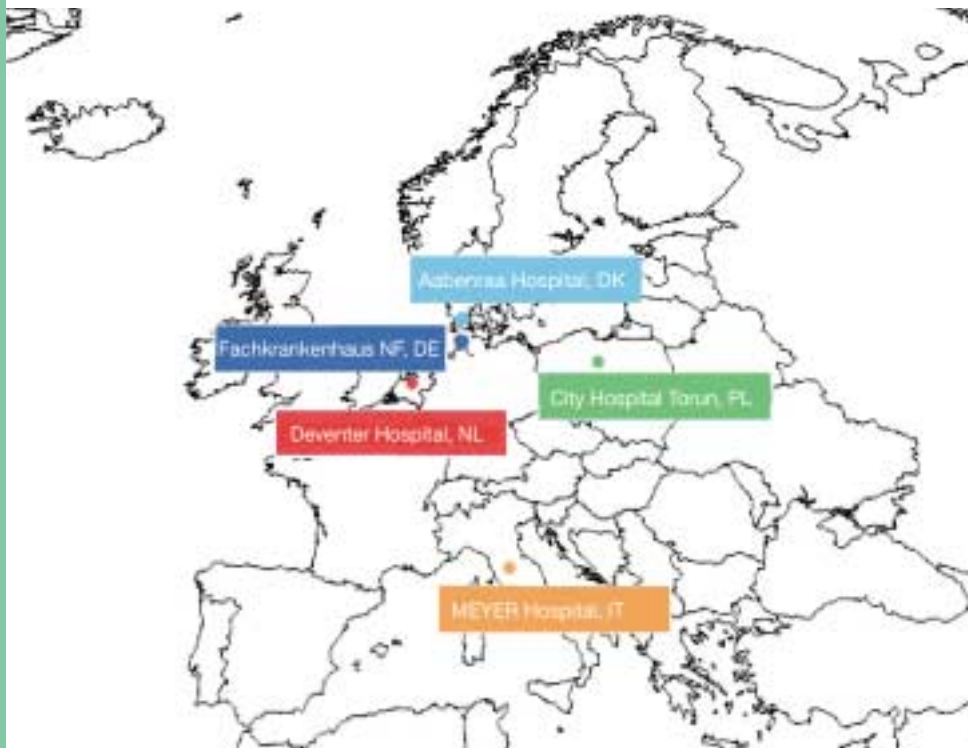 Aabenraa Hospital, DK
Fachkrankenhaus NF, DE
City Hospital Torun, PL
Deventer Hospital, NL
MEYER Hospital, IT